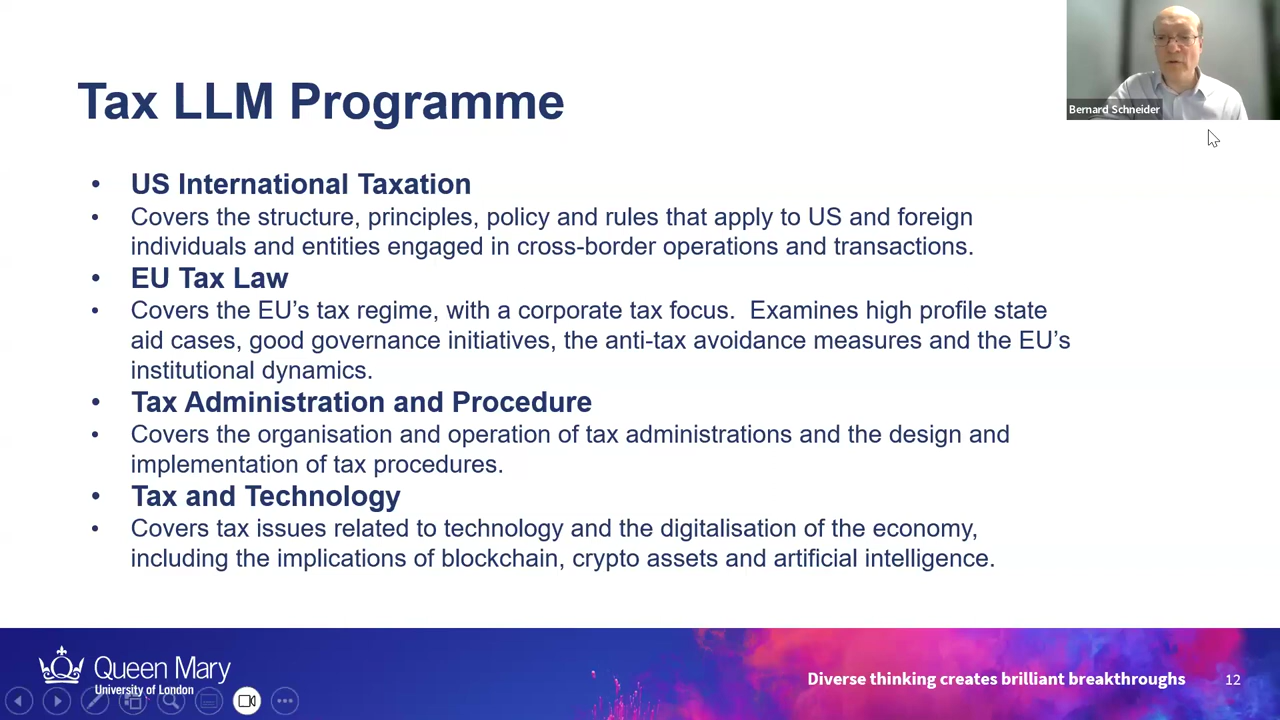 Bernard Schneider
Tax LLM Programme
• US International Taxation
• Covers the structure, principles, policy and rules that apply to US and foreign
individuals and entities engaged in cross-border operations and transactions.
• EU Tax Law
• Covers the EU’s tax regime, with a corporate tax focus.  Examines high profile state
aid cases, good governance initiatives, the anti-tax avoidance measures and the EU’s
institutional dynamics.
• Tax Administration and Procedure
• Covers the organisation and operation of tax administrations and the design and
implementation of tax procedures.
• Tax and Technology
• Covers tax issues related to technology and the digitalisation of the economy,
including the implications of blockchain, crypto assets and artificial intelligence.
Queen Mary
University of London
Diverse thinking creates brilliant breakthroughs
12